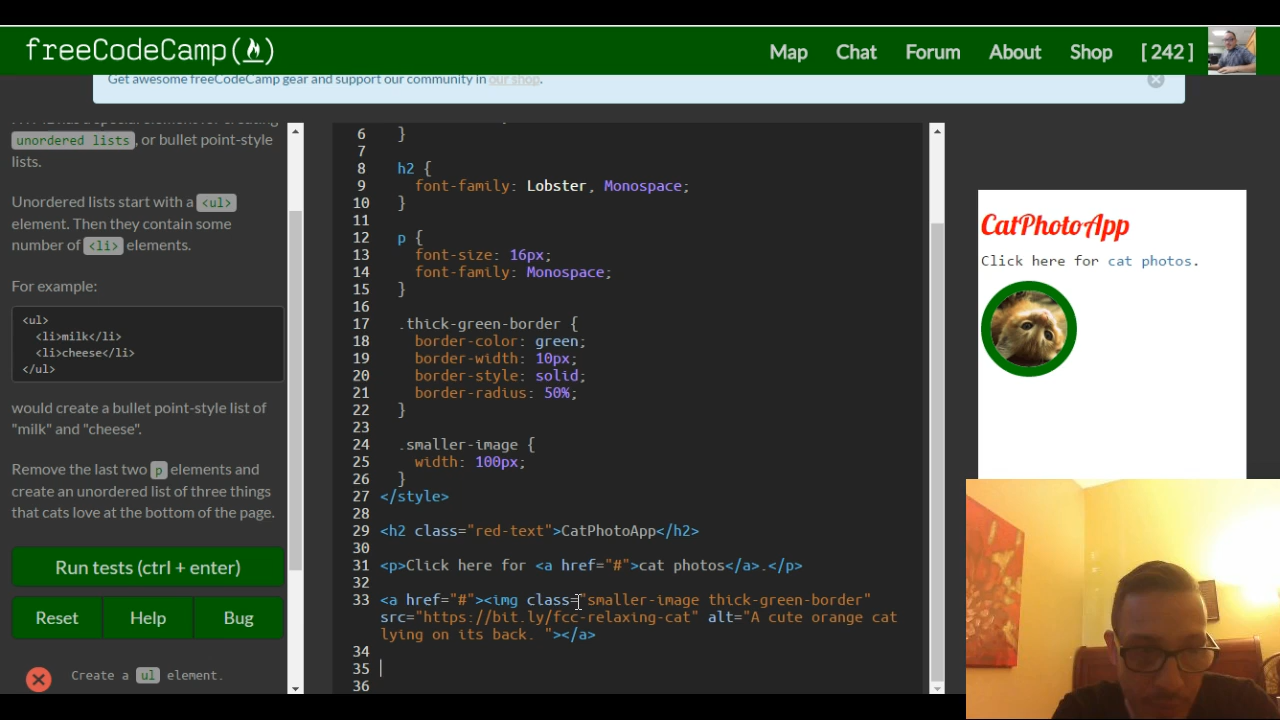 freeCodeCamp
Map
Chat
Forum
About
Shop
[ 242 ]
Get awesome freeCodeCamp gear and support our community in our shop.
unordered lists, or bullet point-style
lists.
Unordered lists start with a <ul>
element. Then they contain some
number of <li> elements.
For example:
<ul>
<li>milk</li>
<li>cheese</li>
</ul>
would create a bullet point-style list of
"milk" and "cheese".
Remove the last two p elements and
create an unordered list of three things
that cats love at the bottom of the page.
Run tests (ctrl + enter)
Reset
Help
Bug
Create a ul element.
6 }
7
8 h2 {
9 font-family: Lobster, Monospace;
10 }
11
12 p {
13 font-size: 16px;
14 font-family: Monospace;
15 }
16
17 .thick-green-border {
18 border-color: green;
19 border-width: 10px;
20 border-style: solid;
21 border-radius: 50%;
22 }
23
24 .smaller-image {
25 width: 100px;
26 }
27 </style>
28
29 <h2 class="red-text">CatPhotoApp</h2>
30
31 <p>Click here for <a href="#">cat photos</a>.</p>
32
33 <a href="#"><img class="smaller-image thick-green-border"
src="https://bit.ly/fcc-relaxing-cat" alt="A cute orange cat
lying on its back. "></a>
34
35
36
CatPhotoApp
Click here for cat photos.